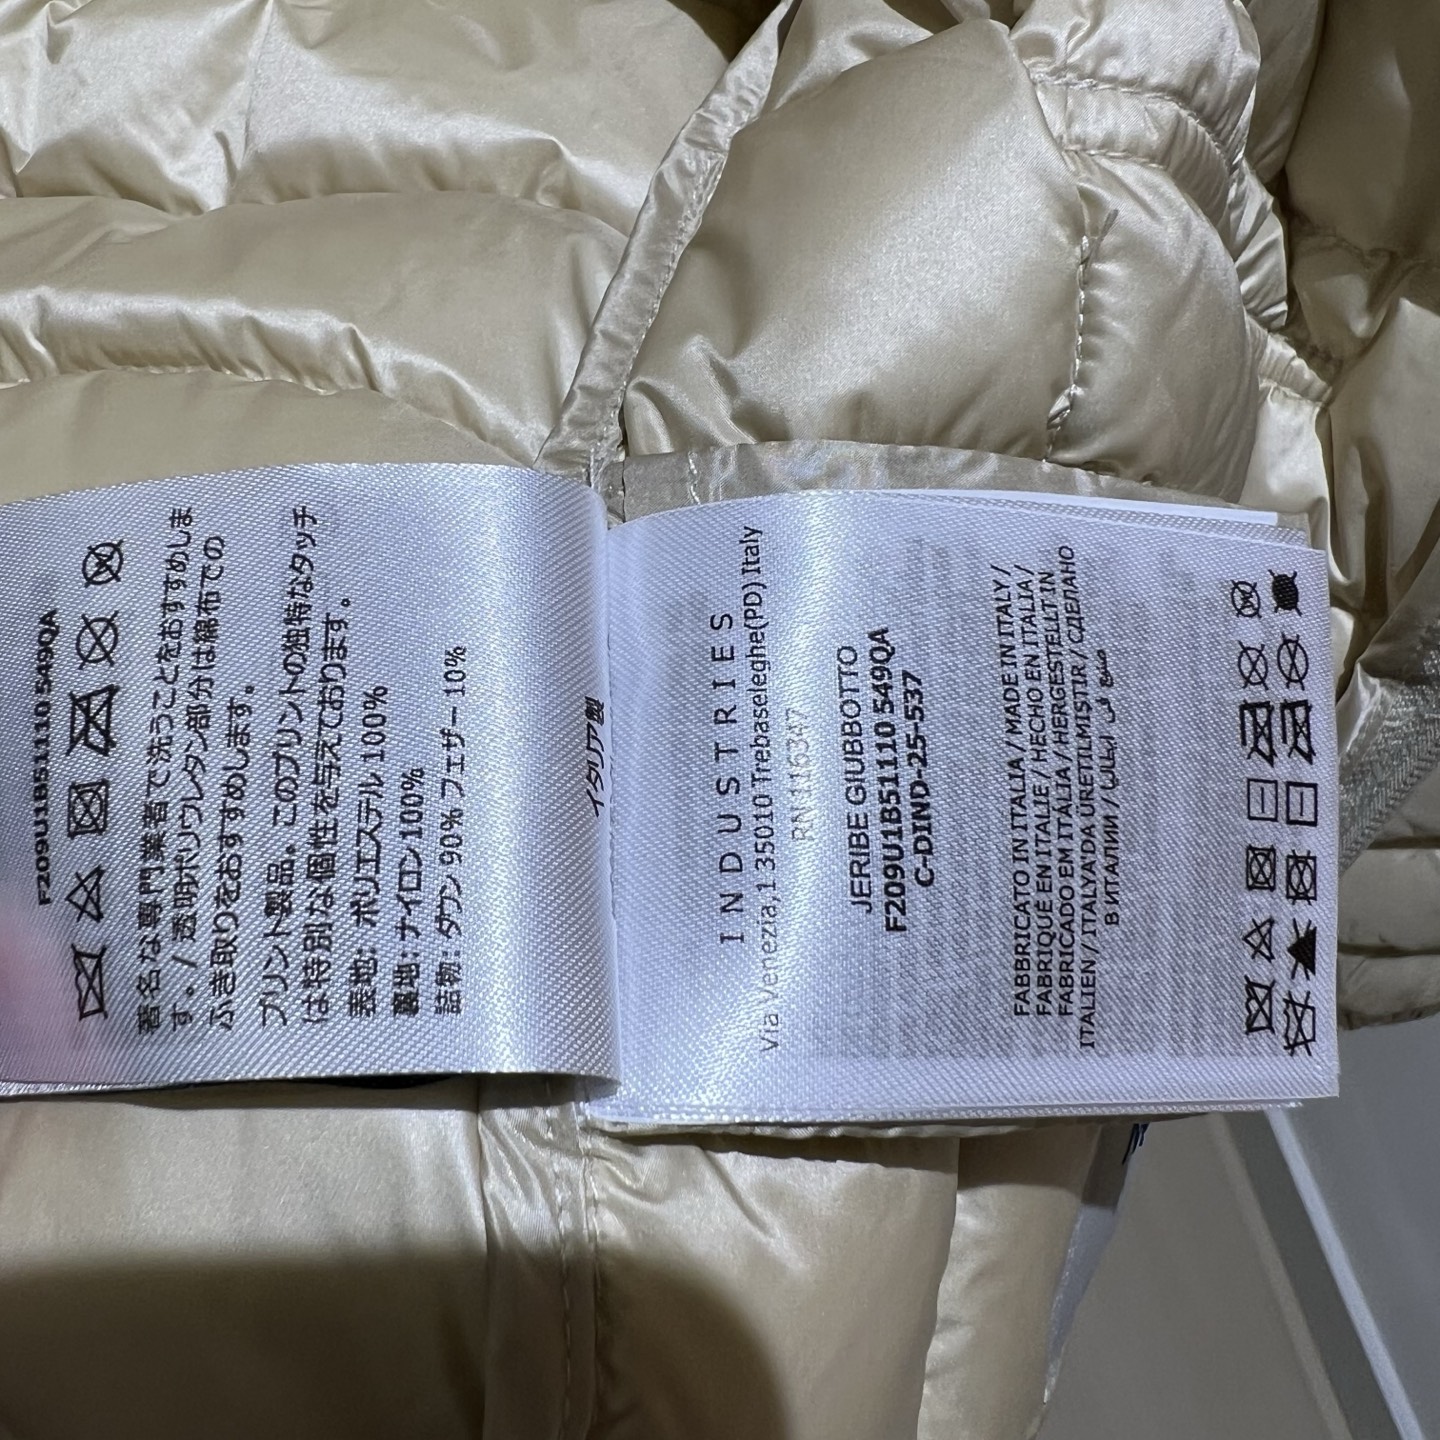 F209U1B51110 549QA
著名な専門業者で洗うことをおすすめしま
す。/ 透明ポリウレタン部分は綿布での
ふき取りをおすすめします。
プリント製品。このプリントの独特なタッチ
は特別な個性を与えております。
表地: ポリエステル 100%
裏地: ナイロン 100%
詰物: ダウン 90% フェザー 10%
イタリア製
INDUSTRIES
Via Venezia,1 35010 Trebaseleghe(PD) Italy
RN116347
JERIBE GIUBBOTTO
F209U1B51110 549QA
C-DIND-25-537
FABBRICATO IN ITALIA / MADE IN ITALY /
FABRIQUÉ EN ITALIE / HECHO EN ITALIA /
FABRICADO EM ITÁLIA / HERGESTELLT IN
ITALIEN / ITALYA'DA ÜRETILMISTIR / СДЕЛАНО
В ИТАЛИИ / صنع في ايطاليا